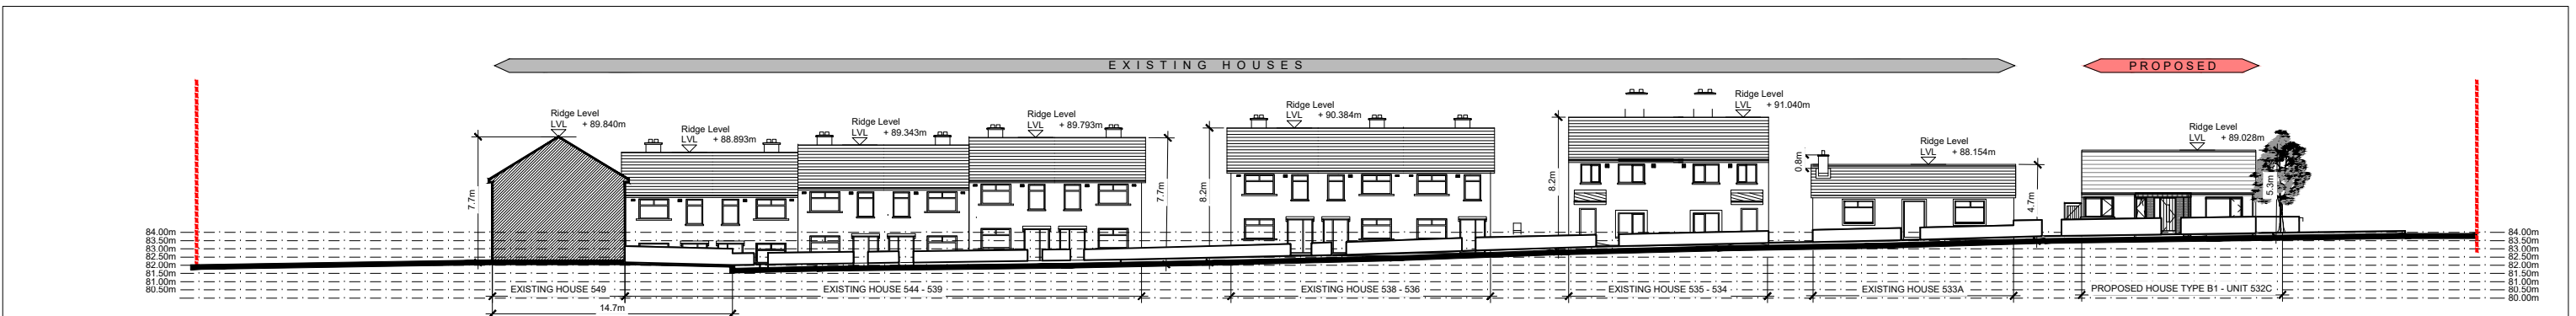 EXISTING HOUSES
PROPOSED
Ridge Level
LVL + 89.840m
Ridge Level
LVL + 88.893m
Ridge Level
LVL + 89.343m
Ridge Level
LVL + 89.793m
Ridge Level
LVL + 90.384m
Ridge Level
LVL + 91.040m
Ridge Level
LVL + 88.154m
Ridge Level
LVL + 89.028m
7.7m
7.7m
8.2m
8.2m
0.8m
4.7m
5.3m
84.00m
83.50m
83.00m
82.50m
82.00m
81.50m
81.00m
80.50m
84.00m
83.50m
83.00m
82.50m
82.00m
81.50m
81.00m
80.50m
80.00m
EXISTING HOUSE 549
EXISTING HOUSE 544 - 539
EXISTING HOUSE 538 - 536
EXISTING HOUSE 535 - 534
EXISTING HOUSE 533A
PROPOSED HOUSE TYPE B1 - UNIT 532C
14.7m